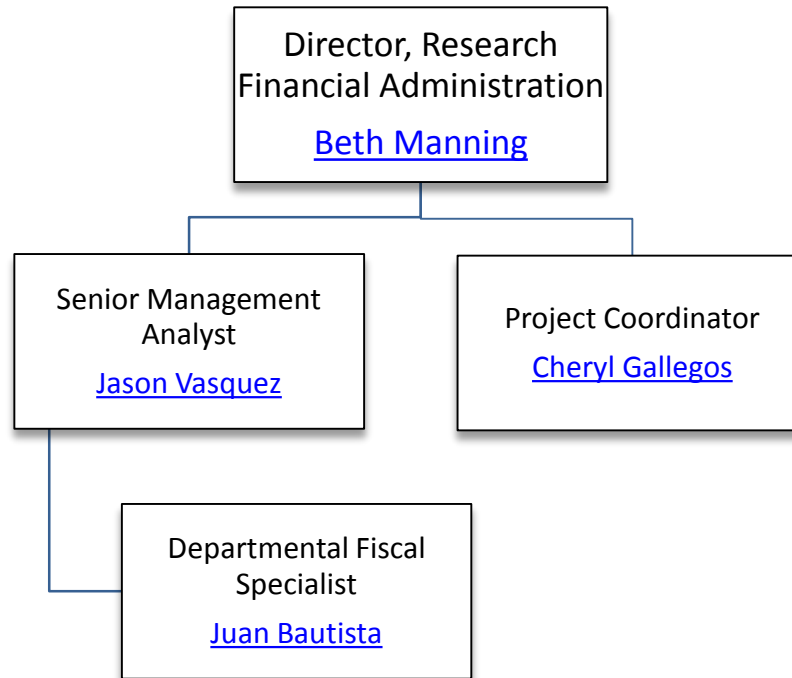 Director, Research
Financial Administration
Beth Manning
Senior Management
Analyst
Jason Vasquez
Project Coordinator
Cheryl Gallegos
Departmental Fiscal
Specialist
Juan Bautista